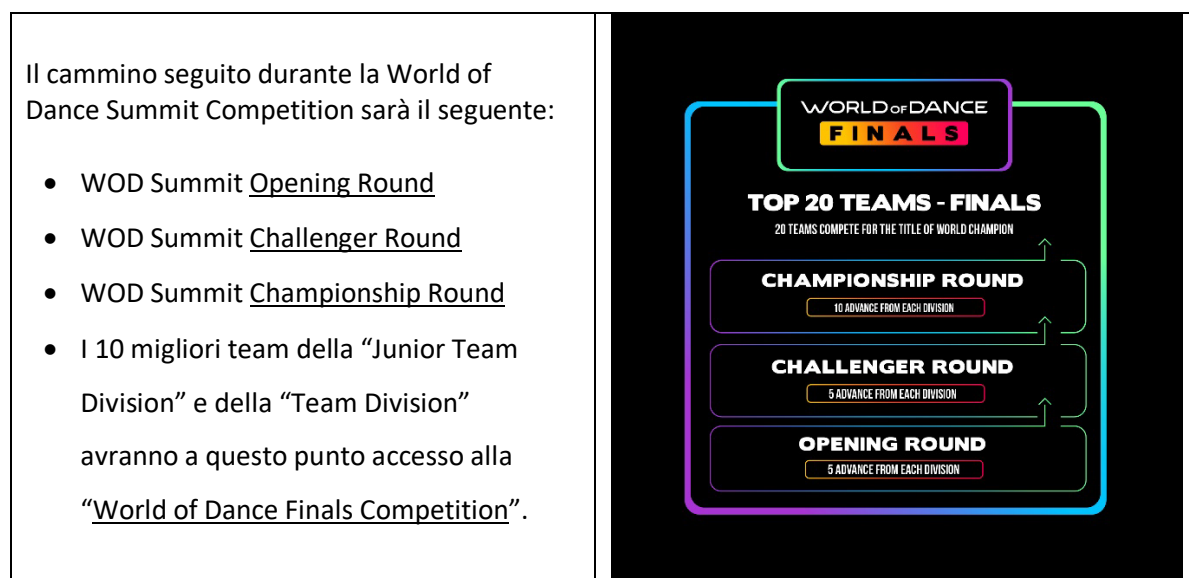 Il cammino seguito durante la World of
Dance Summit Competition sarà il seguente:
• WOD Summit Opening Round
• WOD Summit Challenger Round
• WOD Summit Championship Round
• I 10 migliori team della “Junior Team
Division” e della “Team Division”
avranno a questo punto accesso alla
“World of Dance Finals Competition”.
WORLD OF DANCE
FINALS
TOP 20 TEAMS - FINALS
20 TEAMS COMPETE FOR THE TITLE OF WORLD CHAMPION
CHAMPIONSHIP ROUND
10 ADVANCE FROM EACH DIVISION
CHALLENGER ROUND
5 ADVANCE FROM EACH DIVISION
OPENING ROUND
5 ADVANCE FROM EACH DIVISION